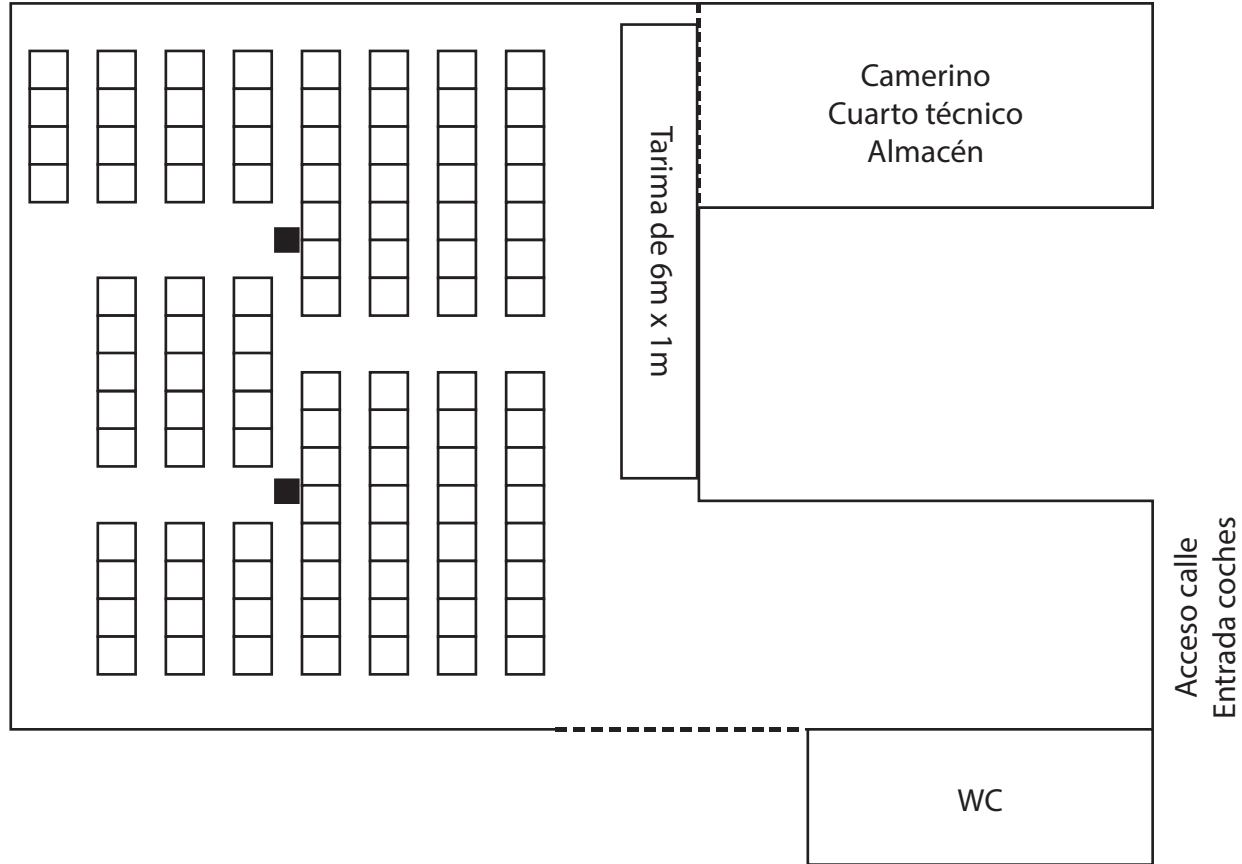 Camerino
Cuarto técnico
Almacén
Tarima de 6m x 1m
Acceso calle
Entrada coches
WC